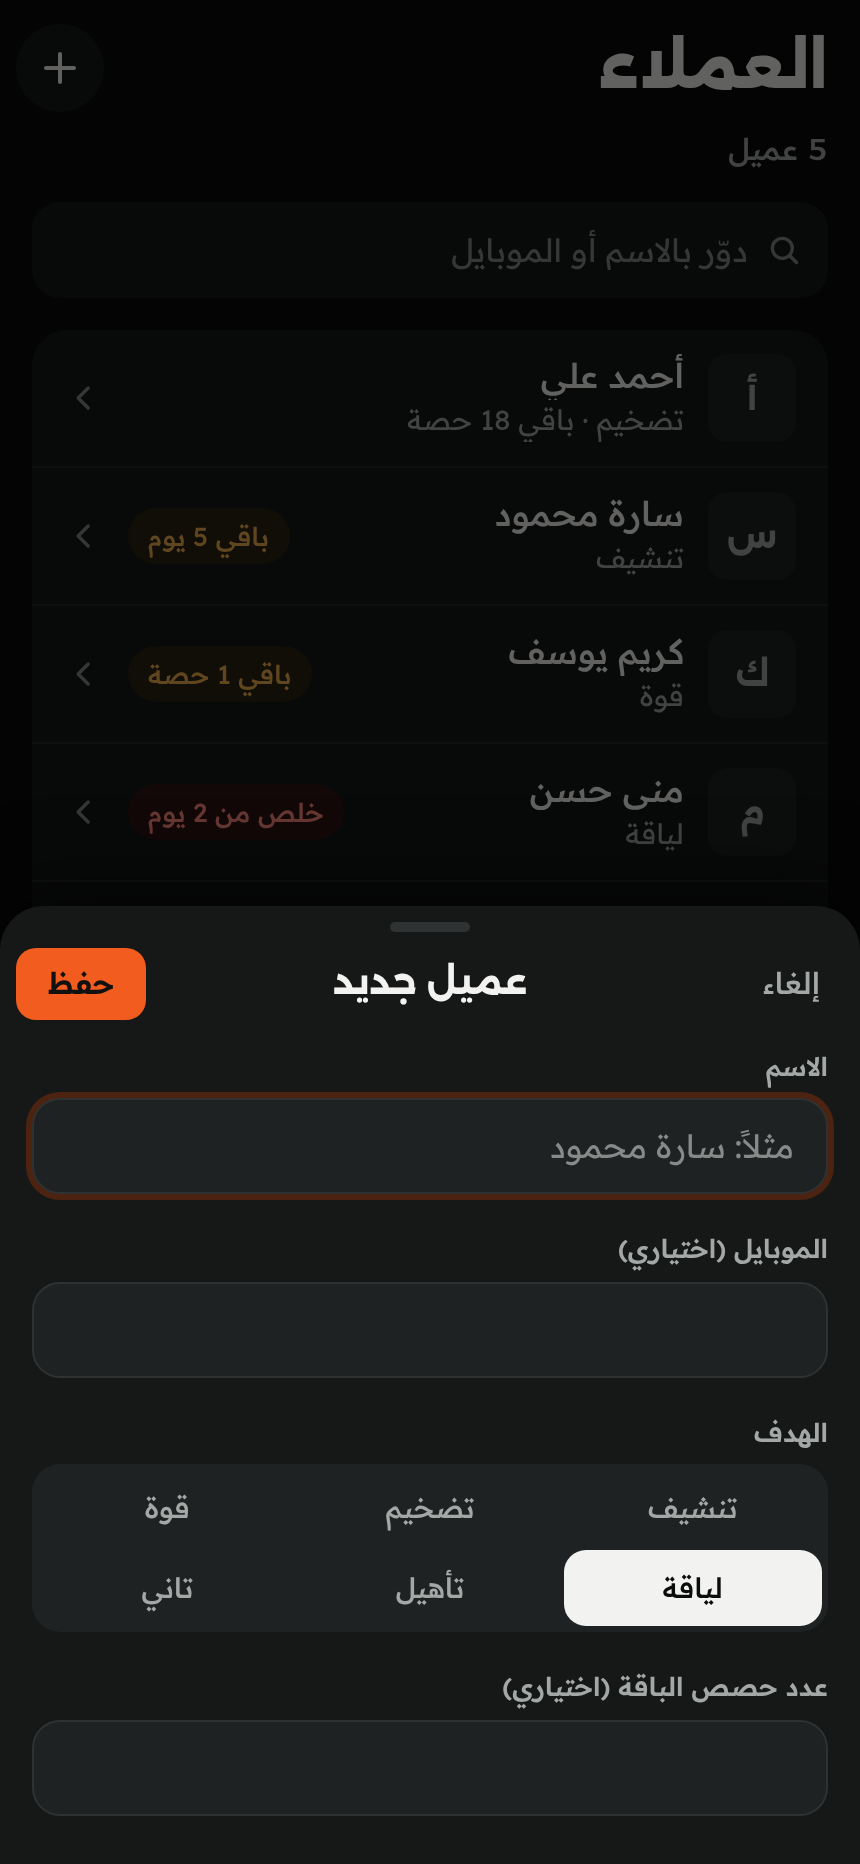 العملاء
5 عميل
دوّر بالاسم أو الموبايل
أ
أحمد علي
تضخيم · باقي 18 حصة
س
سارة محمود
تنشيف
باقي 5 يوم
ك
كريم يوسف
قوة
باقي 1 حصة
م
منى حسن
لياقة
خلص من 2 يوم
إلغاء
عميل جديد
حفظ
الاسم
مثلاً: سارة محمود
الموبايل (اختياري)
الهدف
تنشيف تضخيم قوة
لياقة تأهيل تاني
عدد حصص الباقة (اختياري)